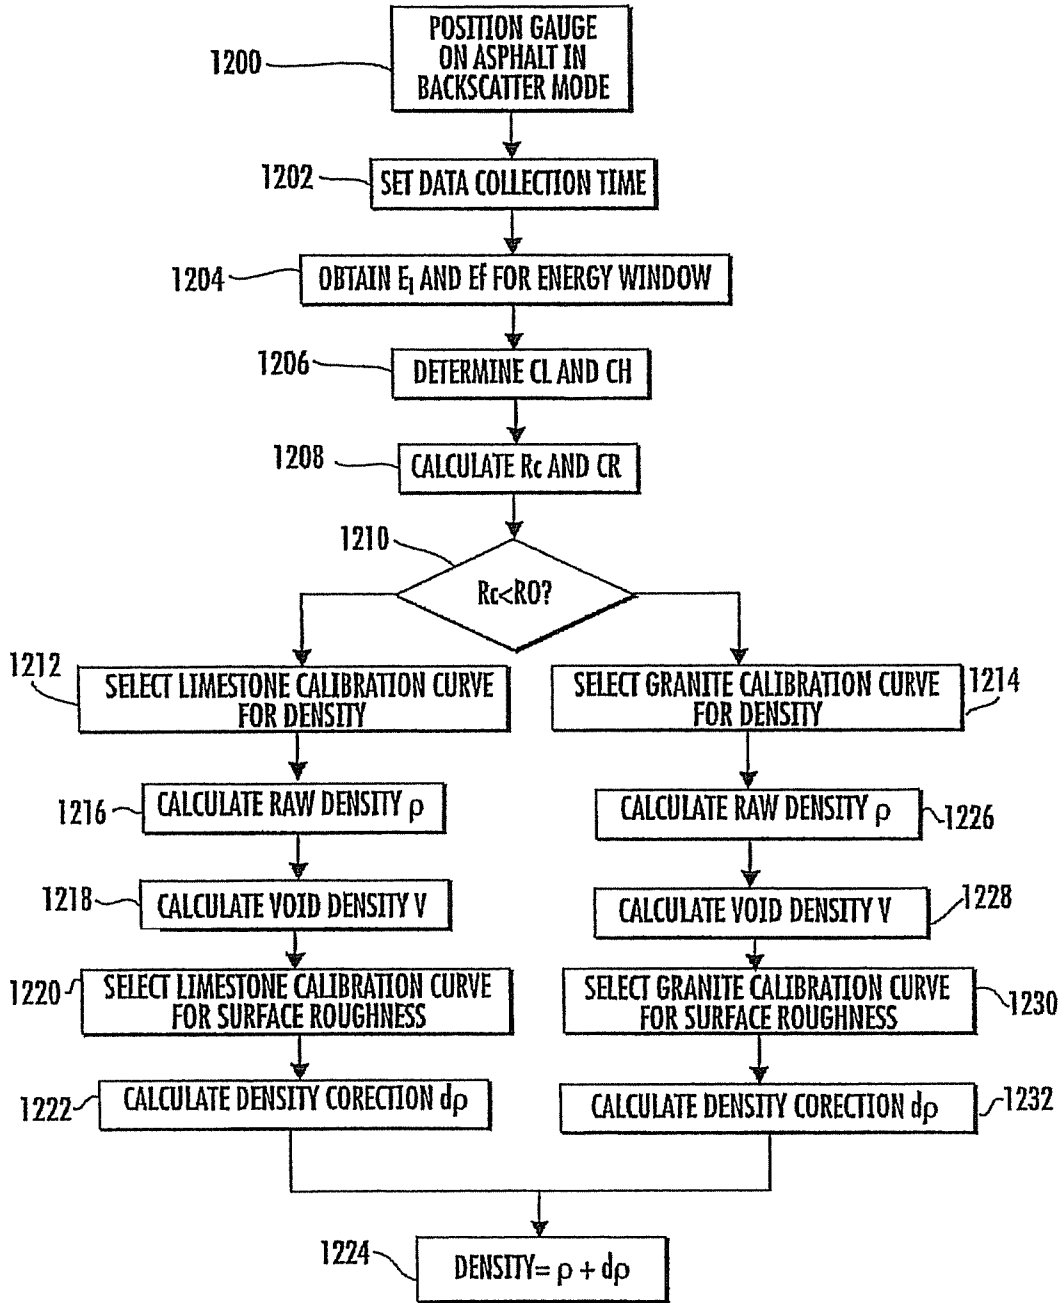 1200
POSITION GAUGE
ON ASPHALT IN
BACKSCATTER MODE
1202
SET DATA COLLECTION TIME
1204
OBTAIN El AND Ef FOR ENERGY WINDOW
1206
DETERMINE CL AND CH
1208
CALCULATE Rc AND CR
1210
Rc<RO?
1212
SELECT LIMESTONE CALIBRATION CURVE
FOR DENSITY
SELECT GRANITE CALIBRATION CURVE
FOR DENSITY
1214
1216
CALCULATE RAW DENSITY ρ
CALCULATE RAW DENSITY ρ
1226
1218
CALCULATE VOID DENSITY V
CALCULATE VOID DENSITY V
1228
1220
SELECT LIMESTONE CALIBRATION CURVE
FOR SURFACE ROUGHNESS
SELECT GRANITE CALIBRATION CURVE
FOR SURFACE ROUGHNESS
1230
1222
CALCULATE DENSITY CORECTION dρ
CALCULATE DENSITY CORECTION dρ
1232
1224
DENSITY= ρ + dρ